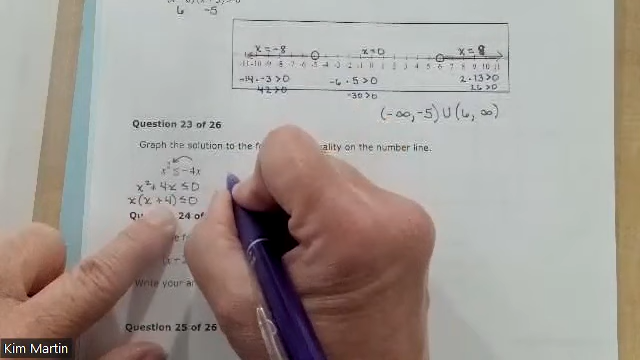 6 -5
x = -8 x = 0 x = 8
-11 -10 -9 -8 -7 -6 -5 -4 -3 -2 -1 0 1 2 3 4 5 6 7 8 9 10 11
-14 · -3 > 0 -6 · 5 > 0 2 · 13 > 0
42 > 0 -30 > 0 26 > 0
(-∞, -5) ∪ (6, ∞)
Question 23 of 26
Graph the solution to the on the number line.
x² ≤ -4x
x² + 4x ≤ 0
x(x + 4) ≤ 0
24 of
Write your
Question 25 of 26
Kim Martin